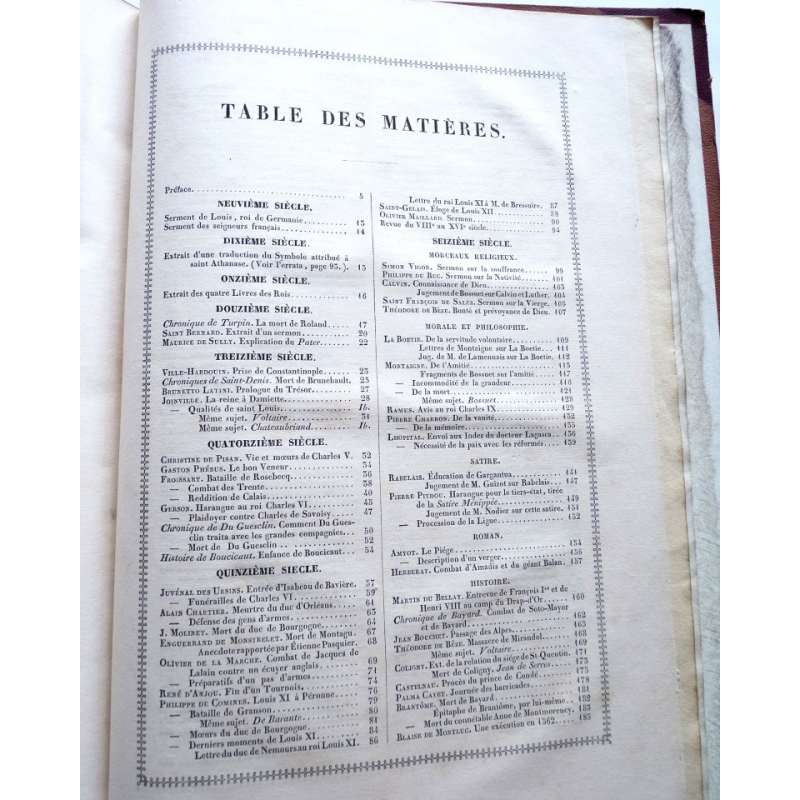 TABLE DES MATIÈRES.
Préface. 5
NEUVIÈME SIÈCLE.
Serment de Louis, roi de Germanie. 13
Serment des seigneurs français. 14
DIXIÈME SIÈCLE.
Extrait d'une traduction du Symbole attribué à
saint Athanase. (Voir l'errata, page 95.). 15
ONZIÈME SIÈCLE.
Extrait des quatre Livres des Rois. 16
DOUZIÈME SIÈCLE.
Chronique de Turpin. La mort de Roland. 17
SAINT BERNARD. Extrait d'un sermon. 20
MAURICE DE SULLY. Explication du Pater. 22
TREIZIÈME SIÈCLE.
VILLE-HARDOUIN. Prise de Constantinople. 23
Chroniques de Saint-Denis. Mort de Brunehault. 25
BRUNETTO LATINI. Prologue du Trésor. 27
JOINVILLE. La reine à Damiette. 28
— Qualités de saint Louis. Ib.
Même sujet. Voltaire. 31
Même sujet. Chateaubriand. Ib.
QUATORZIÈME SIÈCLE.
CHRISTINE DE PISAN. Vie et mœurs de Charles V. 32
GASTON PHÉBUS. Le bon Veneur. 34
FROISSART. Bataille de Rosebecq. 36
— Combat des Trente. 38
— Reddition de Calais. 40
GERSON. Harangue au roi Charles VI. 45
— Plaidoyer contre Charles de Savoisy. 47
Chronique de Du Guesclin. Comment Du Gues-
clin traita avec les grandes compagnies. 50
— Mort de Du Guesclin. 52
Histoire de Boucicaut. Enfance de Boucicaut. 54
QUINZIÈME SIECLE.
JUVÉNAL DES URSINS. Entrée d'Isabeau de Bavière. 57
— Funérailles de Charles VI. 59
ALAIN CHARTIER. Meurtre du duc d'Orléans. 61
— Défense des gens d'armes. 63
J. MOLINET. Mort du duc de Bourgogne. 64
ENGUERRAND DE MONSTRELET. Mort de Montagu. 67
Anecdote rapportée par Étienne Pasquier. 68
OLIVIER DE LA MARCHE. Combat de Jacques de
Lalain contre un écuyer anglais. 69
— Préparatifs d'un pas d'armes. 71
RENÉ D'ANJOU. Fin d'un Tournois. 74
PHILIPPE DE COMINES. Louis XI à Péronne. 76
— Bataille de Granson. 79
Même sujet. De Barante. 80
— Mœurs du duc de Bourgogne. 81
— Derniers moments de Louis XI. 84
Lettre du duc de Nemours au roi Louis XI. 86
Lettre du roi Louis XI à M. de Bressuire. 87
SAINT-GELAIS. Éloge de Louis XII. 88
OLIVIER MAILLARD. Sermon. 90
Revue du VIIIe au XVIe siècle. 94
SEIZIÈME SIÈCLE.
MORCEAUX RELIGIEUX.
SIMON VIGOR. Sermon sur la souffrance. 99
PHILIPPE DU BEC. Sermon sur la Nativité. 101
CALVIN. Connaissance de Dieu. 103
Jugement de Bossuet sur Calvin et Luther. 104
SAINT FRANÇOIS DE SALES. Sermon sur la Vierge. 105
THÉODORE DE BÈZE. Bonté et prévoyance de Dieu. 107
MORALE ET PHILOSOPHIE.
LA BOETIE. De la servitude volontaire. 109
Lettres de Montaigne sur La Boetie. 111
Jug. de M. de Lamennais sur La Boetie. 112
MONTAIGNE. De l'Amitié. 113
Fragments de Bossuet sur l'amitié. 117
— Incommodité de la grandeur. 118
— De la mort. 121
Même sujet. Bossuet. 128
RAMUS. Avis au roi Charles IX. 129
PIERRE CHARRON. De la vanité. 132
— De la mémoire. 135
LHOPITAL. Envoi aux Index du docteur Lagasca. 136
— Nécessité de la paix avec les réformés. 139
SATIRE.
RABELAIS. Éducation de Gargantua. 141
Jugement de M. Guizot sur Rabelais. 147
PIERRE PITHOU. Harangue pour le tiers-état, tirée
de la Satire Ménippée. 149
Jugement de M. Nodier sur cette satire. 151
— Procession de la Ligue. 152
ROMAN.
AMYOT. Le Piége. 154
— Description d'un verger. 156
HERBERAY. Combat d'Amadis et du géant Balan. 157
HISTOIRE.
MARTIN DU BELLAY. Entrevue de François Ier et de
Henri VIII au camp du Drap-d'Or. 160
Chronique de Bayard. Combat de Soto-Mayor
et de Bayard. 162
JEAN BOUCHET. Passage des Alpes. 165
THÉODORE DE BÈZE. Massacre de Mirandol. 168
Même sujet. Voltaire. 169
COLIGNY. Ext. de la relation du siége de St Quentin. 171
Mort de Coligny. Jean de Serres. 173
CASTELNAU. Procès du prince de Condé. 175
PALMA CAYET. Journée des barricades. 178
BRANTÔME. Mort de Bayard. 181
Épitaphe de Brantôme, par lui-même. 182
— Mort du connétable Anne de Montmorency. 183
BLAISE DE MONTLUC. Une exécution en 1562. 185